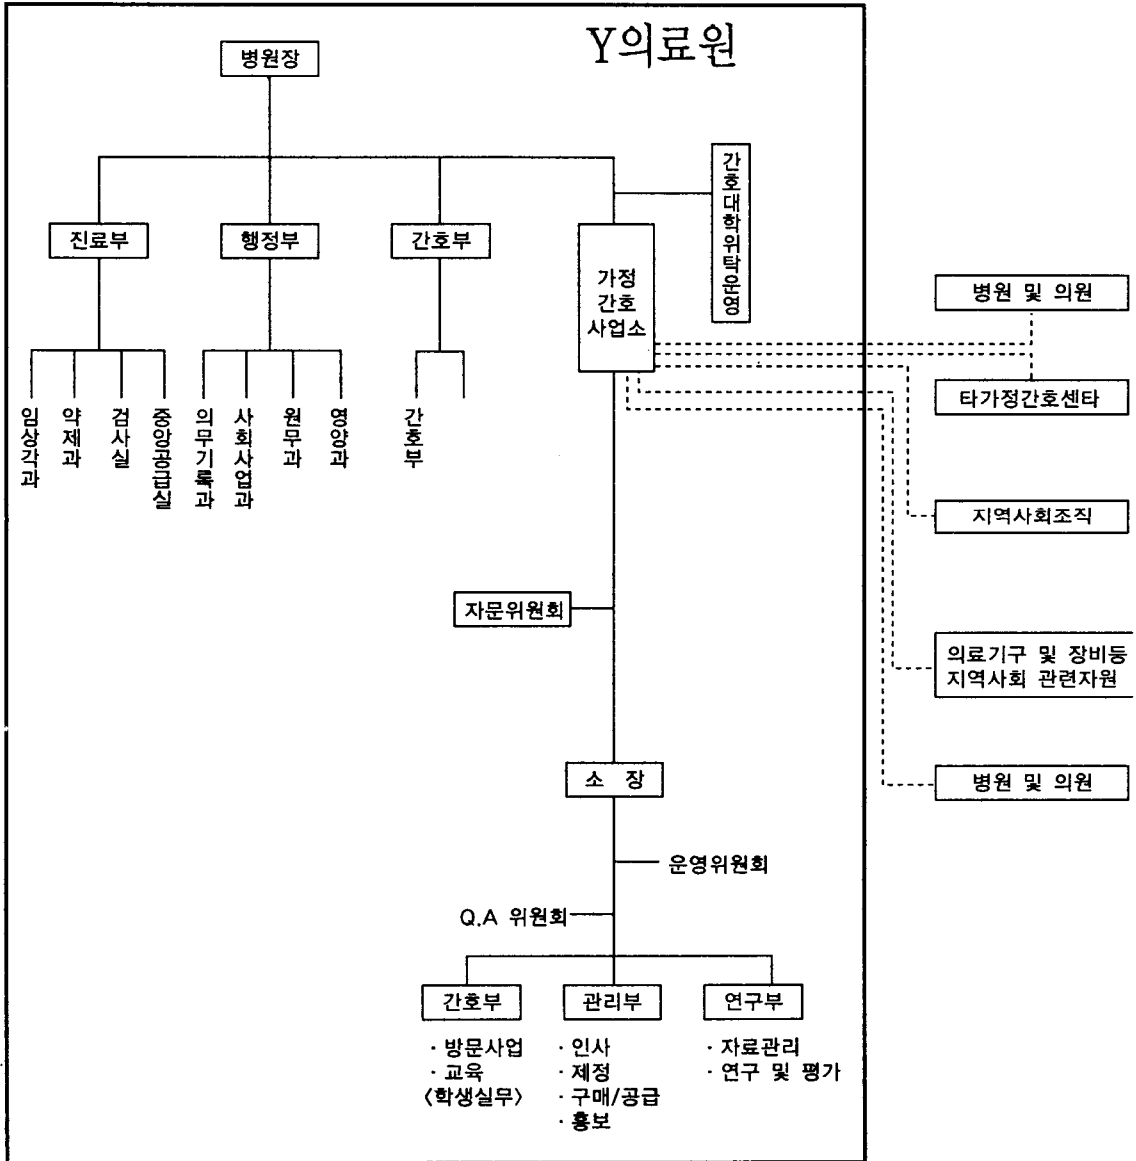 Y의료원
병원장
간호대학위탁운영
진료부
행정부
간호부
가정
간호
사업소
병원 및 의원
타가정간호센타
임상각과
약제과
검사실
중앙공급실
의무기록과
사회사업과
원무과
영양과
간호부
지역사회조직
자문위원회
의료기구 및 장비등
지역사회 관련자원
소 장
병원 및 의원
운영위원회
Q.A 위원회
간호부
관리부
연구부
· 방문사업
· 교육
〈학생실무〉
· 인사
· 제정
· 구매/공급
· 홍보
· 자료관리
· 연구 및 평가